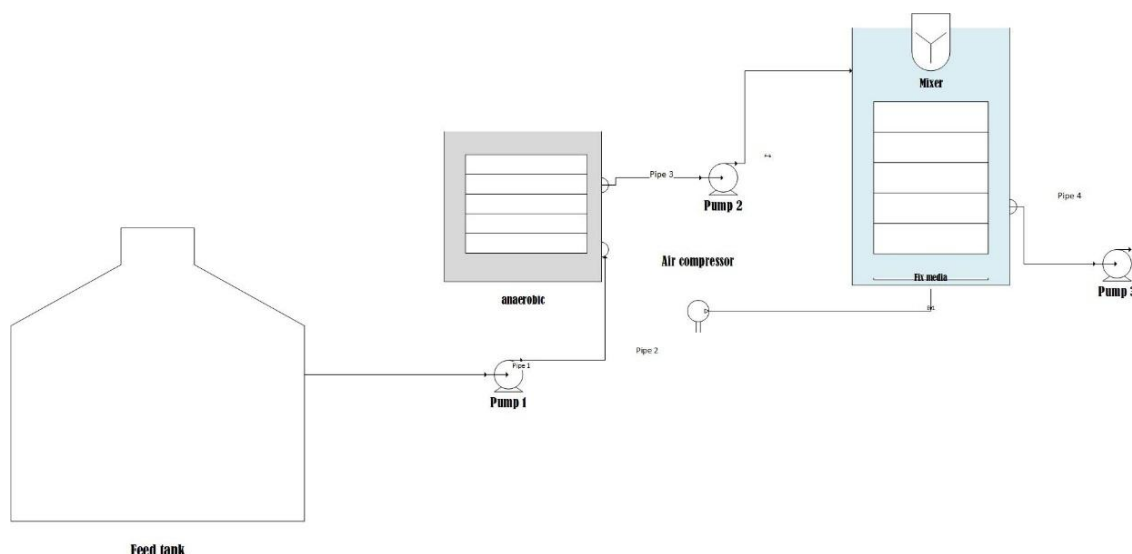 Mixer
Pipe 3
Pump 2
Pipe 4
Air compressor
Fix media
anaerobic
Pump 3
Pipe 2
Pipe 1
Pump 1
Feed tank